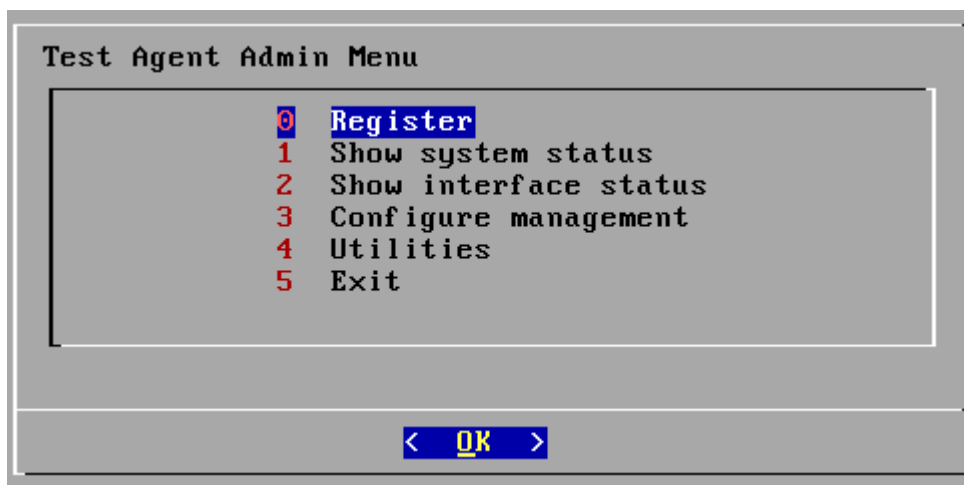 Test Agent Admin Menu
0 Register
1 Show system status
2 Show interface status
3 Configure management
4 Utilities
5 Exit
< OK >